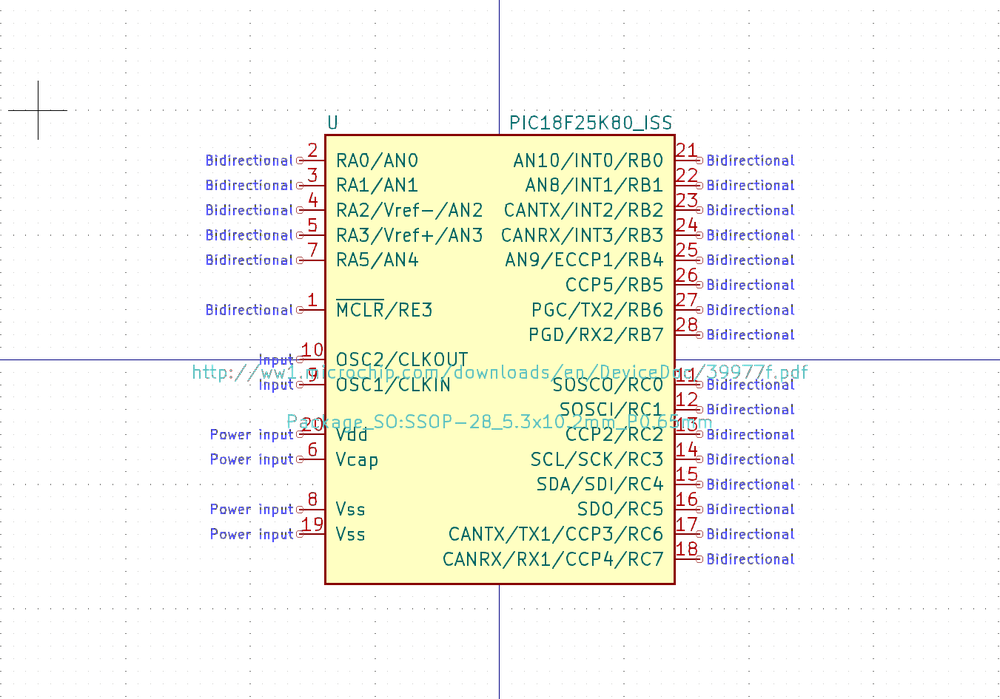 U PIC18F25K80_ISS
Bidirectional 2 RA0/AN0 AN10/INT0/RB0 21 Bidirectional
Bidirectional 3 RA1/AN1 AN8/INT1/RB1 22 Bidirectional
Bidirectional 4 RA2/Vref-/AN2 CANTX/INT2/RB2 23 Bidirectional
Bidirectional 5 RA3/Vref+/AN3 CANRX/INT3/RB3 24 Bidirectional
Bidirectional 7 RA5/AN4 AN9/ECCP1/RB4 25 Bidirectional
CCP5/RB5 26 Bidirectional
Bidirectional 1 MCLR/RE3 PGC/TX2/RB6 27 Bidirectional
PGD/RX2/RB7 28 Bidirectional
Input 10 OSC2/CLKOUT
http://ww1.microchip.com/downloads/en/DeviceDoc/39977f.pdf
Input 9 OSC1/CLKIN SOSCO/RC0 11 Bidirectional
SOSCI/RC1 12 Bidirectional
Package_SO:SSOP-28_5.3x10.2mm_P0.65mm
Power input 20 Vdd CCP2/RC2 13 Bidirectional
Power input 6 Vcap SCL/SCK/RC3 14 Bidirectional
SDA/SDI/RC4 15 Bidirectional
Power input 8 Vss SDO/RC5 16 Bidirectional
Power input 19 Vss CANTX/TX1/CCP3/RC6 17 Bidirectional
CANRX/RX1/CCP4/RC7 18 Bidirectional